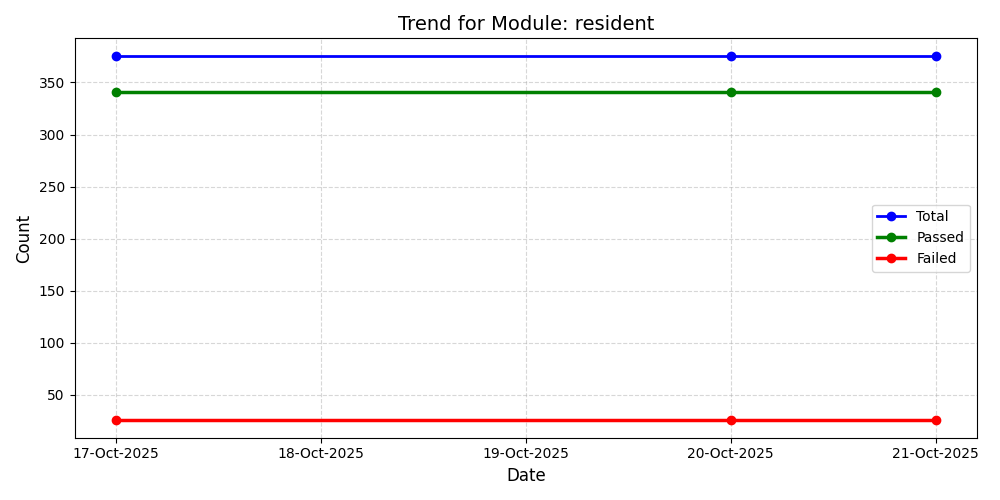 Trend for Module: resident
350
300
250
200
150
100
50
Count
Total
Passed
Failed
17-Oct-2025
18-Oct-2025
19-Oct-2025
20-Oct-2025
21-Oct-2025
Date